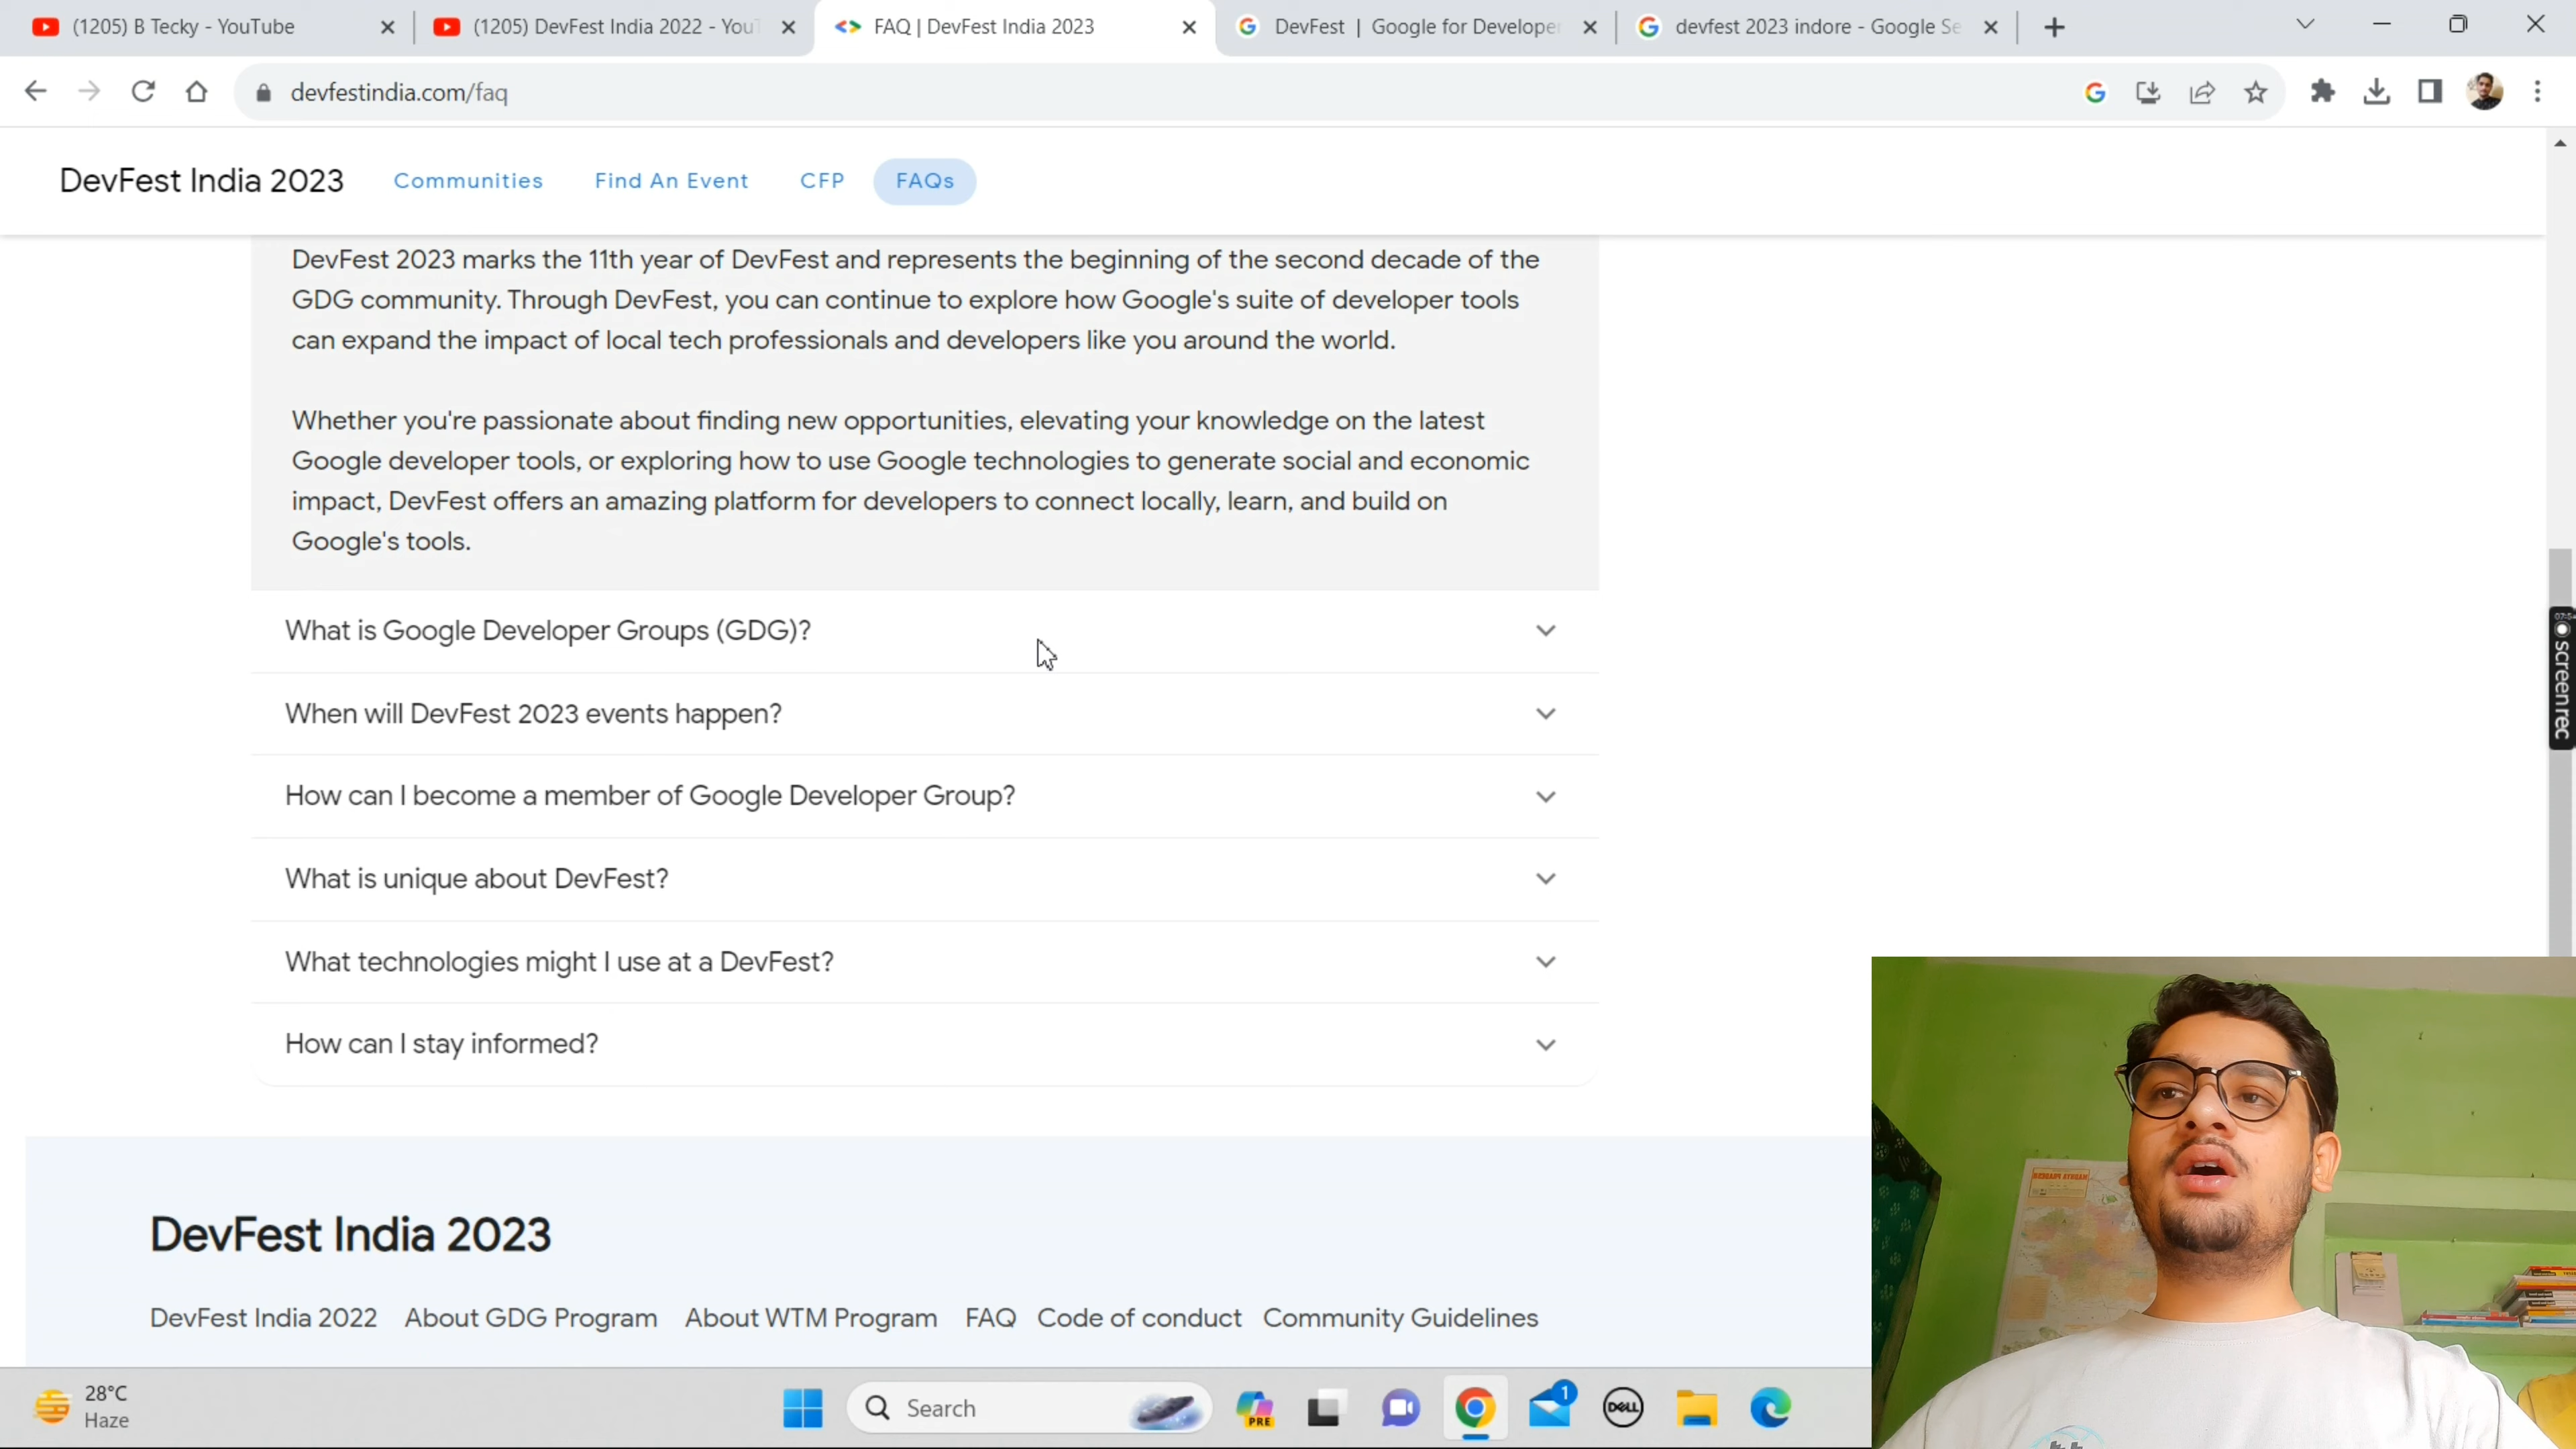 (1205) B Tecky - YouTube
(1205) DevFest India 2022 - You
FAQ | DevFest India 2023
DevFest | Google for Developer
devfest 2023 indore - Google Se
devfestindia.com/faq
DevFest India 2023
Communities
Find An Event
CFP
FAQs
DevFest 2023 marks the 11th year of DevFest and represents the beginning of the second decade of the
GDG community. Through DevFest, you can continue to explore how Google's suite of developer tools
can expand the impact of local tech professionals and developers like you around the world.
Whether you're passionate about finding new opportunities, elevating your knowledge on the latest
Google developer tools, or exploring how to use Google technologies to generate social and economic
impact, DevFest offers an amazing platform for developers to connect locally, learn, and build on
Google's tools.
What is Google Developer Groups (GDG)?
When will DevFest 2023 events happen?
How can I become a member of Google Developer Group?
What is unique about DevFest?
What technologies might I use at a DevFest?
How can I stay informed?
screenrec
DevFest India 2023
DevFest India 2022 About GDG Program About WTM Program FAQ Code of conduct Community Guidelines
28°C
Haze
Search
PRE
1
DELL